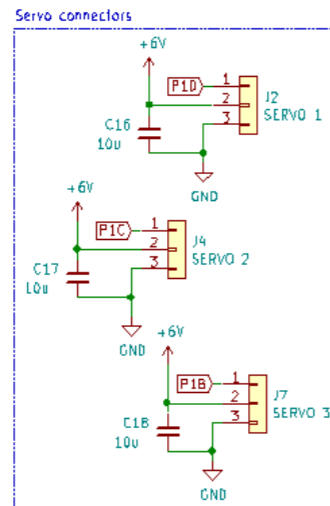 Servo connectors
+6V
P1D
1
2
3
J2
SERVO 1
C16
10u
GND
+6V
P1C
1
2
3
J4
SERVO 2
C17
10u
GND
+6V
P1B
1
2
3
J7
SERVO 3
C18
10u
GND